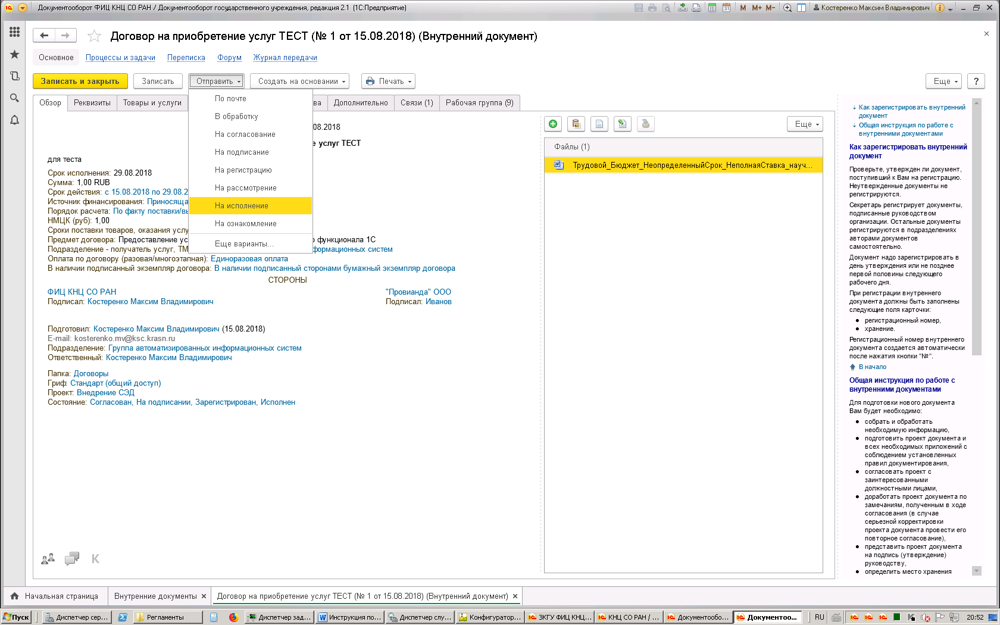 Документооборот ФИЦ КНЦ СО РАН / Документооборот государственного учреждения, редакция 2.1 (1С:Предприятие)
M M+ M-
Костеренко Максим Владимирович
Договор на приобретение услуг ТЕСТ (№ 1 от 15.08.2018) (Внутренний документ)
Основное Процессы и задачи Переписка Форум Журнал передачи
Записать и закрыть Записать Отправить Создать на основании Печать Еще ?
Обзор Реквизиты Товары и услуги ва Дополнительно Связи (1) Рабочая группа (9)
По почте
В обработку
На согласование
На подписание
На регистрацию
На рассмотрение
На исполнение
На ознакомление
Еще варианты...
08.2018
е услуг ТЕСТ
для теста
Срок исполнения: 29.08.2018
Сумма: 1,00 RUB
Срок действия: с 15.08.2018 по 29.08.2
Источник финансирования: Приносяща
Порядок расчета: По факту поставки/вы
НМЦК (руб): 1,00
Сроки поставки товаров, оказания услу
Предмет договора: Предоставление ус о функционала 1С
Подразделение - получатель услуг, ТМ формационных систем
Оплата по договору (разовая/многоэтапная): Единоразовая оплата
В наличии подписанный экземпляр договора: В наличии подписанный сторонами бумажный экземпляр договора
СТОРОНЫ
ФИЦ КНЦ СО РАН "Провианда" ООО
Подписал: Костеренко Максим Владимирович Подписал: Иванов
Подготовил: Костеренко Максим Владимирович (15.08.2018)
E-mail: kosterenko.mv@ksc.krasn.ru
Подразделение: Группа автоматизированных информационных систем
Ответственный: Костеренко Максим Владимирович
Папка: Договоры
Гриф: Стандарт (общий доступ)
Проект: Внедрение СЭД
Состояние: Согласован, На подписании, Зарегистрирован, Исполнен
К
Еще
Файлы (1)
Трудовой_Бюджет_НеопределенныйСрок_НеполнаяСтавка_науч...
Как зарегистрировать внутренний
документ
Общая инструкция по работе с
внутренними документами
Как зарегистрировать внутренний
документ
Проверьте, утвержден ли документ,
поступивший к Вам на регистрацию.
Неутвержденные документы не
регистрируются.
Секретарь регистрирует документы,
подписанные руководством
организации. Остальные документы
регистрируются в подразделениях
авторами документов
самостоятельно.
Документ надо зарегистрировать в
день утверждения или не позднее
первой половины следующего
рабочего дня.
При регистрации внутреннего
документа должны быть заполнены
следующие поля карточки:
регистрационный номер,
хранение.
Регистрационный номер внутреннего
документа создается автоматически
после нажатия кнопки "№".
В начало
Общая инструкция по работе с
внутренними документами
Для подготовки нового документа
Вам будет необходимо:
собрать и обработать
необходимую информацию,
подготовить проект документа и
всех необходимых приложений с
соблюдением установленных
правил документирования,
согласовать проект с
заинтересованными
должностными лицами,
доработать проект документа по
замечаниям, полученным в ходе
согласования (в случае
серьезной корректировки
проекта документа провести его
повторное согласование),
представить проект документа
на подпись (утверждение)
руководству,
определить место хранения
Начальная страница Внутренние документы Договор на приобретение услуг ТЕСТ (№ 1 от 15.08.2018) (Внутренний документ)
Пуск Диспетчер сер... Регламенты Диспетчер зад... Инструкция по... Диспетчер слу... Конфигуратор... ЗКГУ ФИЦ КНЦ... КНЦ СО РАН / ... Документообо... Документоо... RU 20:52